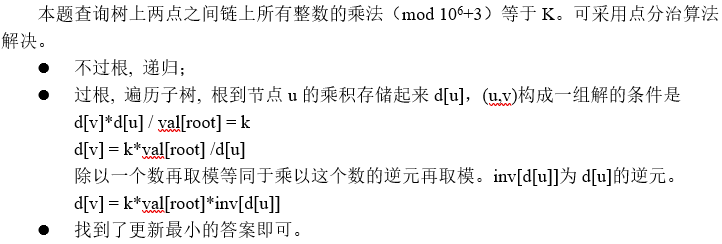 本题查询树上两点之间链上所有整数的乘法（mod 10⁶+3）等于 K。可采用点分治算法
解决。
● 不过根, 递归；
● 过根, 遍历子树, 根到节点 u 的乘积存储起来 d[u]，(u,v)构成一组解的条件是
d[v]*d[u] / val[root] = k
d[v] = k*val[root] /d[u]
除以一个数再取模等同于乘以这个数的逆元再取模。inv[d[u]]为 d[u]的逆元。
d[v] = k*val[root]*inv[d[u]]
● 找到了更新最小的答案即可。